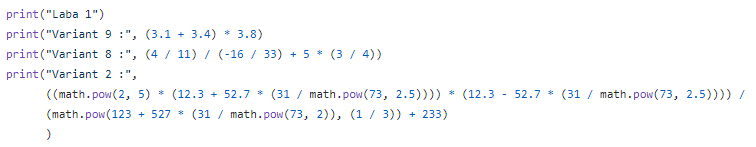 print("Laba 1")
print("Variant 9 :", (3.1 + 3.4) * 3.8)
print("Variant 8 :", (4 / 11) / (-16 / 33) + 5 * (3 / 4))
print("Variant 2 :",
((math.pow(2, 5) * (12.3 + 52.7 * (31 / math.pow(73, 2.5)))) * (12.3 - 52.7 * (31 / math.pow(73, 2.5)))) /
(math.pow(123 + 527 * (31 / math.pow(73, 2)), (1 / 3)) + 233)
)